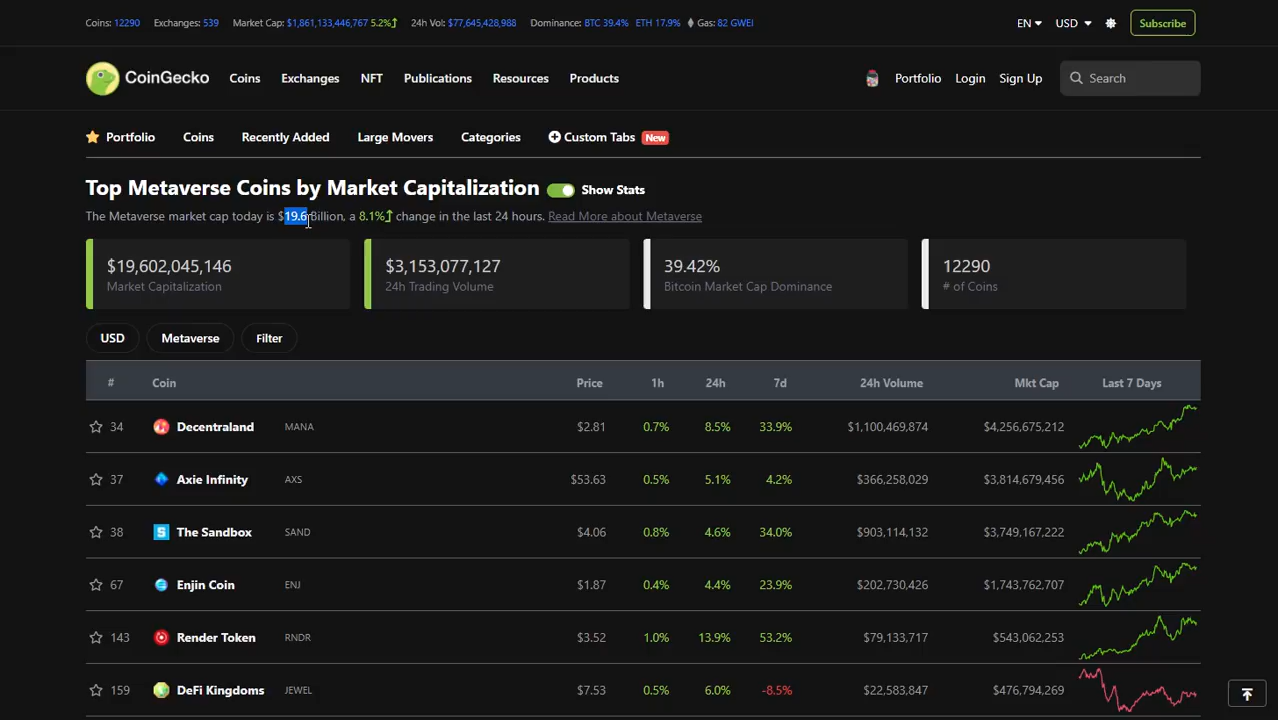 Coins: 12290 Exchanges: 539 Market Cap: $1,861,133,446,767 5.2% 24h Vol: $77,645,428,988 Dominance: BTC 39.4% ETH 17.9% Gas: 82 GWEI EN USD Subscribe
CoinGecko Coins Exchanges NFT Publications Resources Products Portfolio Login Sign Up Search
Portfolio Coins Recently Added Large Movers Categories Custom Tabs New
Top Metaverse Coins by Market Capitalization Show Stats
The Metaverse market cap today is $19.6 Billion, a 8.1% change in the last 24 hours. Read More about Metaverse
$19,602,045,146 $3,153,077,127 39.42% 12290
Market Capitalization 24h Trading Volume Bitcoin Market Cap Dominance # of Coins
USD Metaverse Filter
# Coin Price 1h 24h 7d 24h Volume Mkt Cap Last 7 Days
34 Decentraland MANA $2.81 0.7% 8.5% 33.9% $1,100,469,874 $4,256,675,212
37 Axie Infinity AXS $53.63 0.5% 5.1% 4.2% $366,258,029 $3,814,679,456
38 The Sandbox SAND $4.06 0.8% 4.6% 34.0% $903,114,132 $3,749,167,222
67 Enjin Coin ENJ $1.87 0.4% 4.4% 23.9% $202,730,426 $1,743,762,707
143 Render Token RNDR $3.52 1.0% 13.9% 53.2% $79,133,717 $543,062,253
159 DeFi Kingdoms JEWEL $7.53 0.5% 6.0% -8.5% $22,583,847 $476,794,269